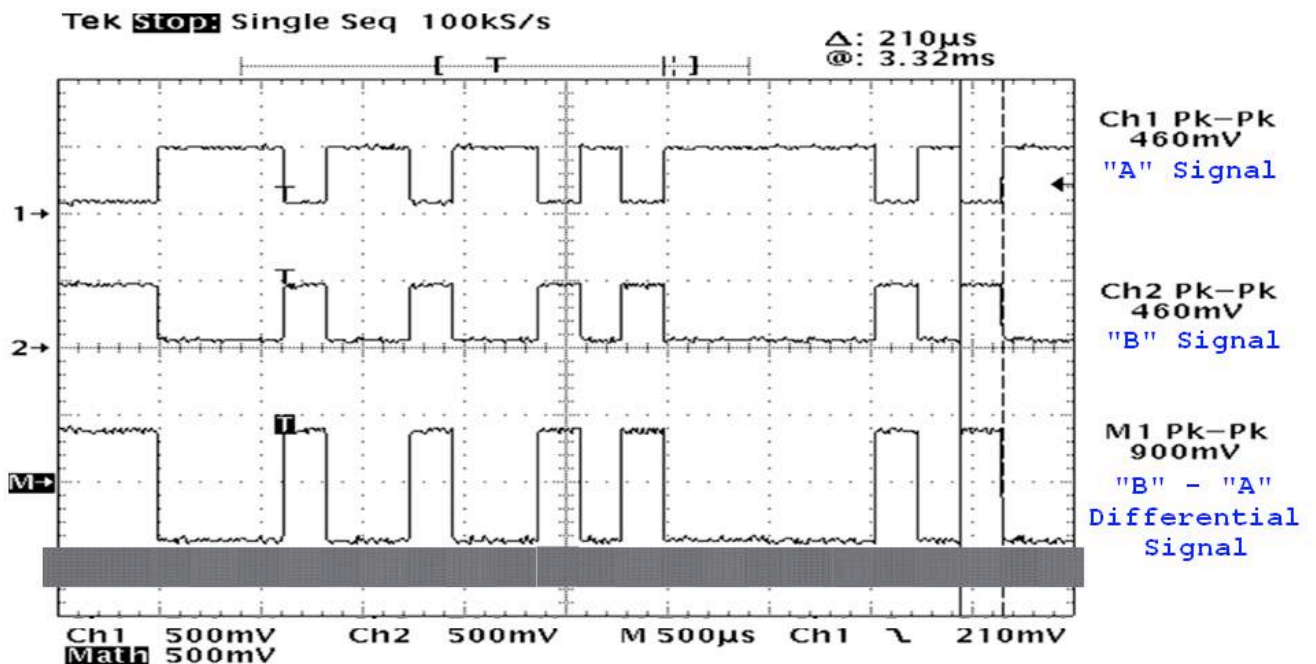 Tek Stop: Single Seq 100kS/s
Δ: 210µs
@: 3.32ms
[ T ]
Ch1 Pk–Pk
460mV
"A" Signal
T
1→
T
Ch2 Pk–Pk
460mV
"B" Signal
2→
T
M1 Pk–Pk
900mV
M→
"B" - "A"
Differential
Signal
Ch1 500mV Ch2 500mV M 500µs Ch1 210mV
Math 500mV